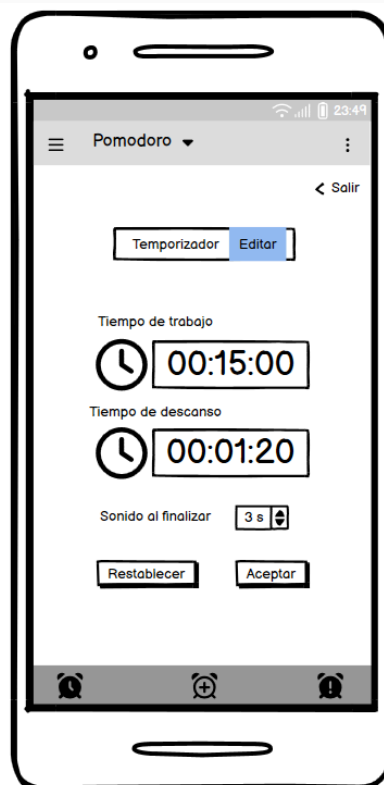 23:49
Pomodoro
Salir
Temporizador Editar
Tiempo de trabajo
00:15:00
Tiempo de descanso
00:01:20
Sonido al finalizar 3 s
Restablecer Aceptar